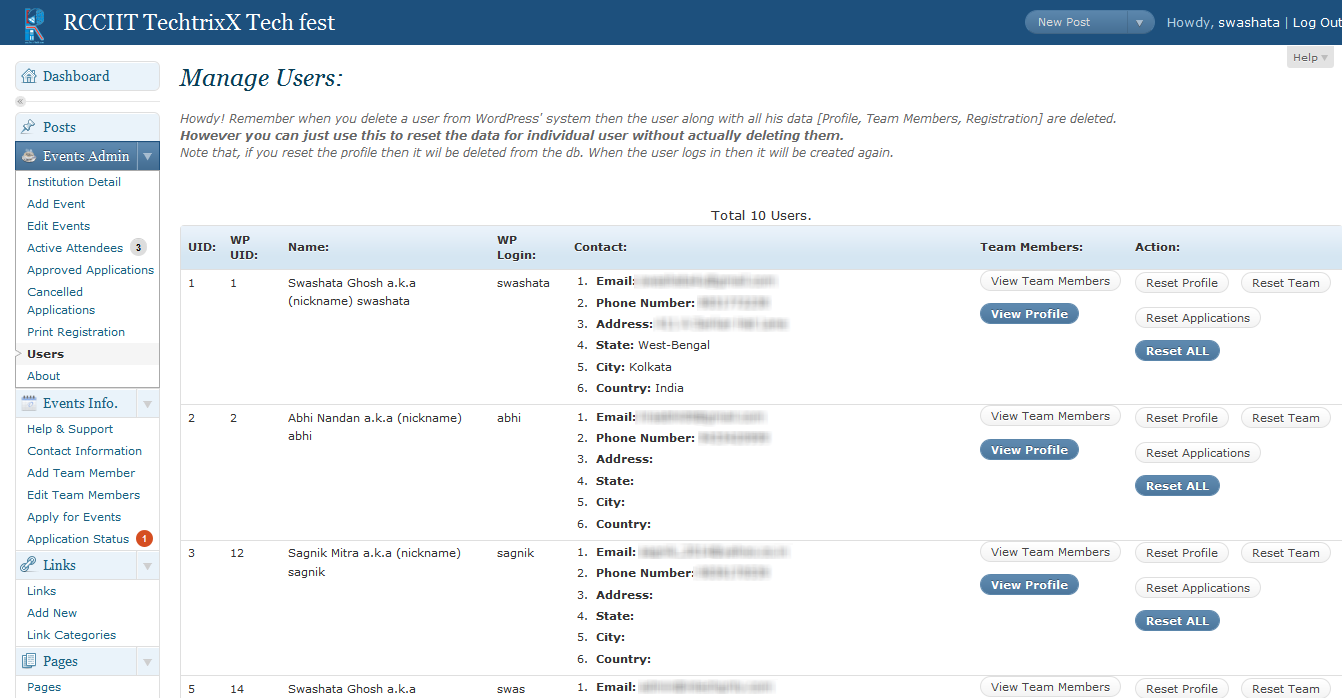 RCCIIT TechtrixX Tech fest
New Post
Howdy, swashata | Log Out
Help
Dashboard
Posts
Events Admin
Institution Detail
Add Event
Edit Events
Active Attendees 3
Approved Applications
Cancelled
Applications
Print Registration
Users
About
Events Info.
Help & Support
Contact Information
Add Team Member
Edit Team Members
Apply for Events
Application Status 1
Links
Links
Add New
Link Categories
Pages
Pages
Manage Users:
Howdy! Remember when you delete a user from WordPress' system then the user along with all his data [Profile, Team Members, Registration] are deleted.
However you can just use this to reset the data for individual user without actually deleting them.
Note that, if you reset the profile then it wil be deleted from the db. When the user logs in then it will be created again.
Total 10 Users.
UID: WP UID: Name: WP Login: Contact: Team Members: Action:
1 1 Swashata Ghosh a.k.a (nickname) swashata swashata
1. Email:
2. Phone Number:
3. Address:
4. State: West-Bengal
5. City: Kolkata
6. Country: India
View Team Members
View Profile
Reset Profile Reset Team
Reset Applications
Reset ALL
2 2 Abhi Nandan a.k.a (nickname) abhi abhi
1. Email:
2. Phone Number:
3. Address:
4. State:
5. City:
6. Country:
View Team Members
View Profile
Reset Profile Reset Team
Reset Applications
Reset ALL
3 12 Sagnik Mitra a.k.a (nickname) sagnik sagnik
1. Email:
2. Phone Number:
3. Address:
4. State:
5. City:
6. Country:
View Team Members
View Profile
Reset Profile Reset Team
Reset Applications
Reset ALL
5 14 Swashata Ghosh a.k.a swas
1. Email:
View Team Members
Reset Profile Reset Team